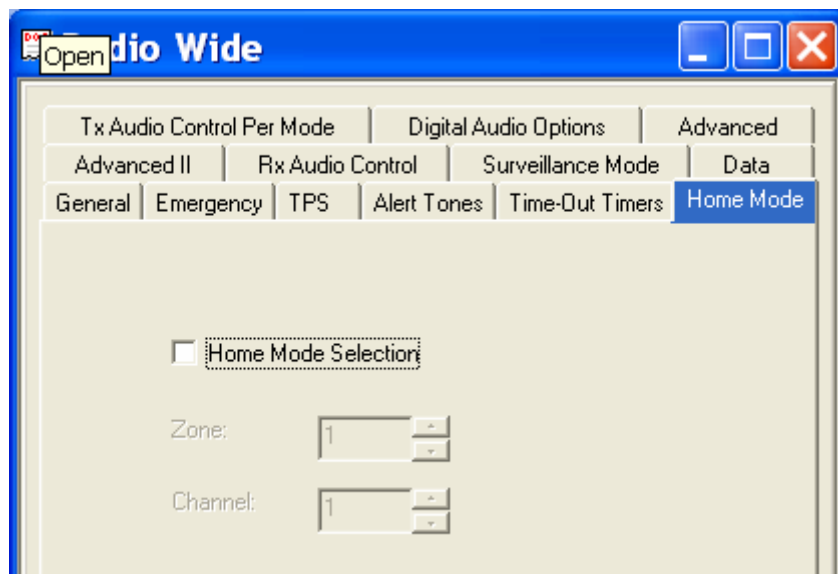 Open dio Wide
Tx Audio Control Per Mode Digital Audio Options Advanced
Advanced II Rx Audio Control Surveillance Mode Data
General Emergency TPS Alert Tones Time-Out Timers Home Mode
Home Mode Selection
Zone: 1
Channel: 1